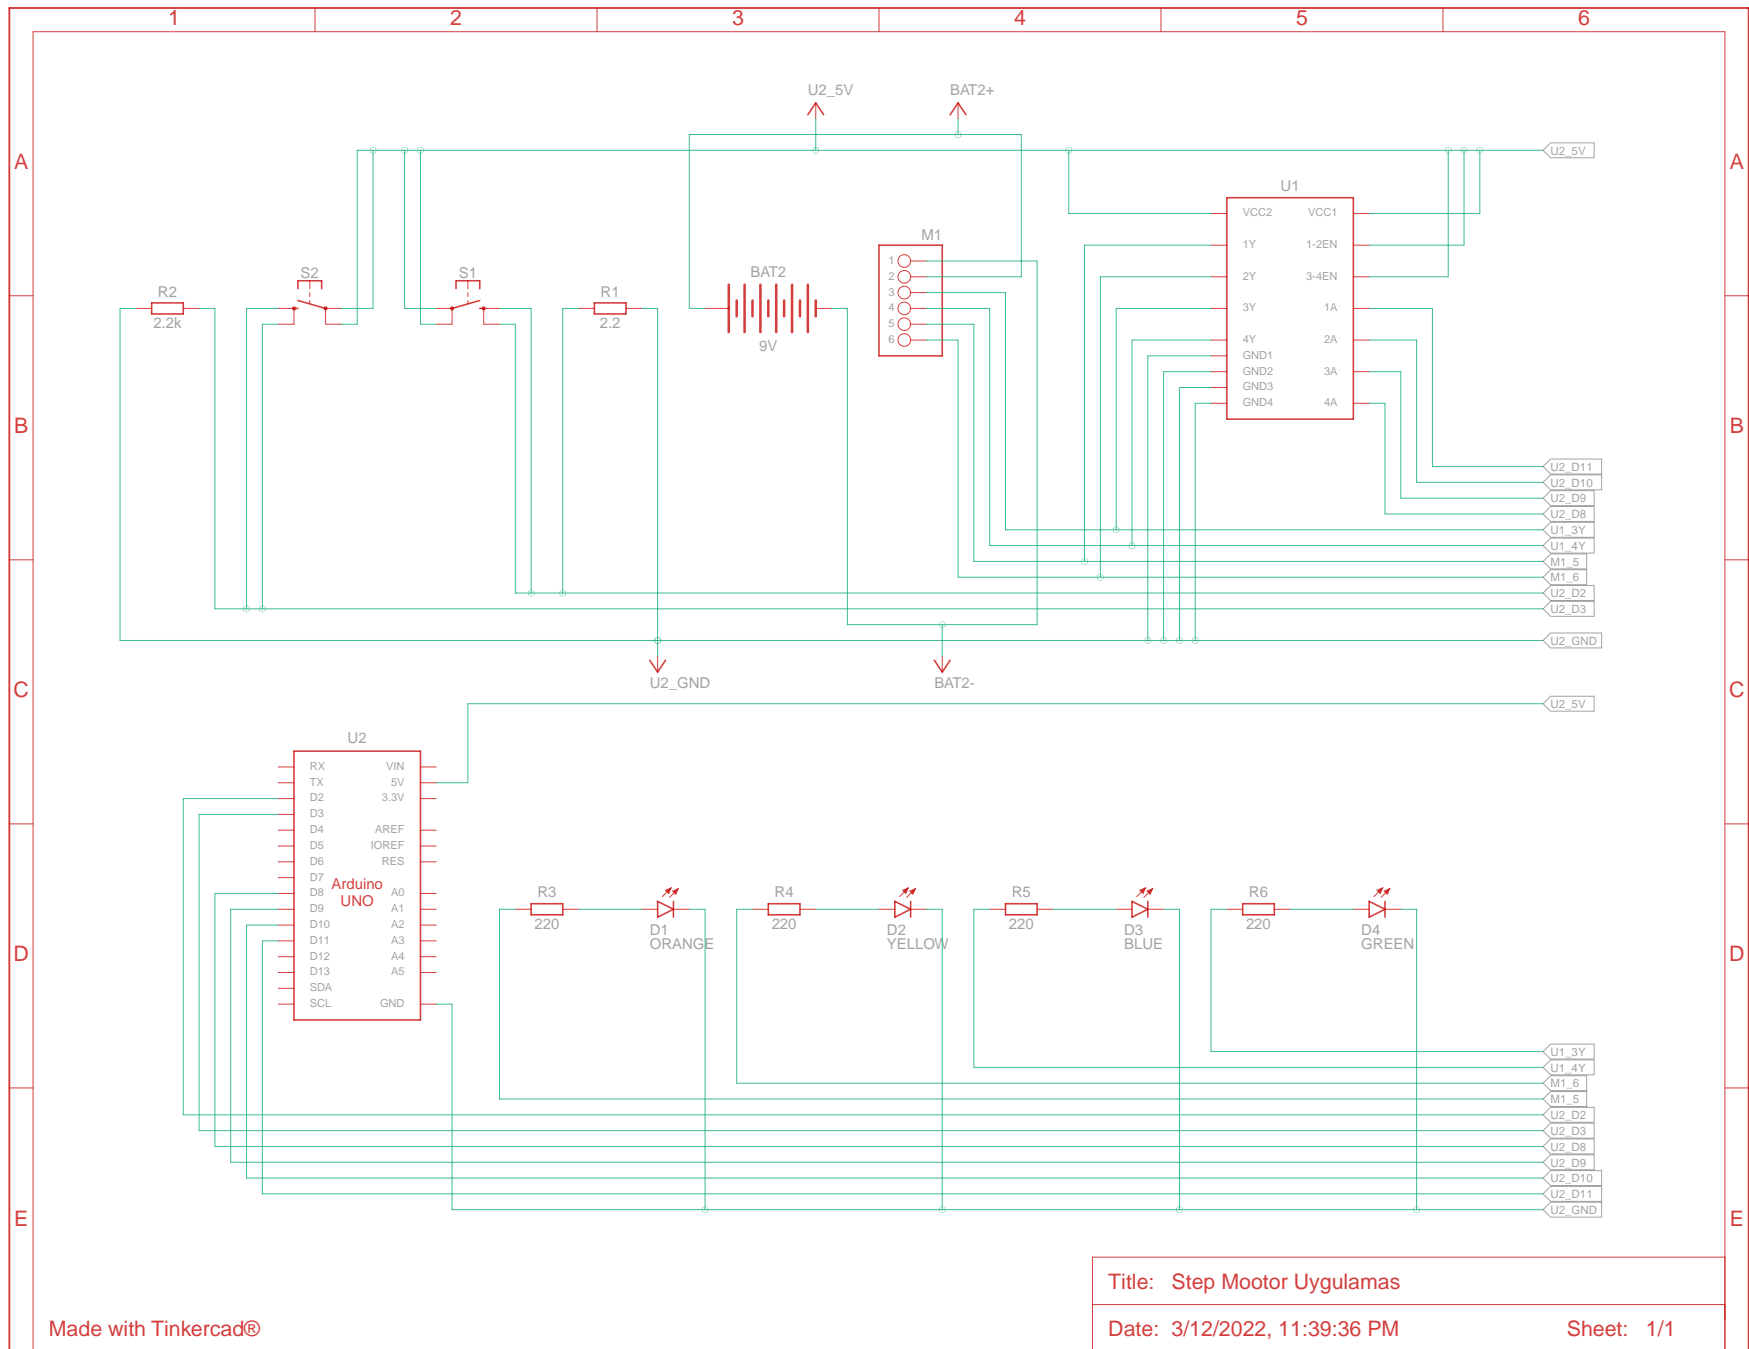 1 2 3 4 5 6
U2_5V BAT2+
A A
U2_5V
U1
VCC2 VCC1
M1
1Y 1-2EN
1
S2 S1 BAT2 2 2Y 3-4EN
R2 R1 3
4 3Y 1A
2.2k 2.2 5
9V 6 4Y 2A
GND1
GND2 3A
GND3
GND4 4A
B B
U2_D11
U2_D10
U2_D9
U2_D8
U1_3Y
U1_4Y
M1_5
M1_6
U2_D2
U2_D3
U2_GND
U2_GND BAT2-
C C
U2_5V
U2
RX VIN
TX 5V
D2 3.3V
D3
D4 AREF
D5 IOREF
D6 RES
D7
Arduino
D8 A0
UNO
D9 A1
D10 A2
D11 A3
D12 A4
D13 A5
SDA
SCL GND
R3 R4 R5 R6
220 220 220 220
D1 D2 D3 D4
ORANGE YELLOW BLUE GREEN
D D
U1_3Y
U1_4Y
M1_6
M1_5
U2_D2
U2_D3
U2_D8
U2_D9
U2_D10
U2_D11
U2_GND
E E
Title: Step Mootor Uygulamas
Made with Tinkercad®
Date: 3/12/2022, 11:39:36 PM Sheet: 1/1